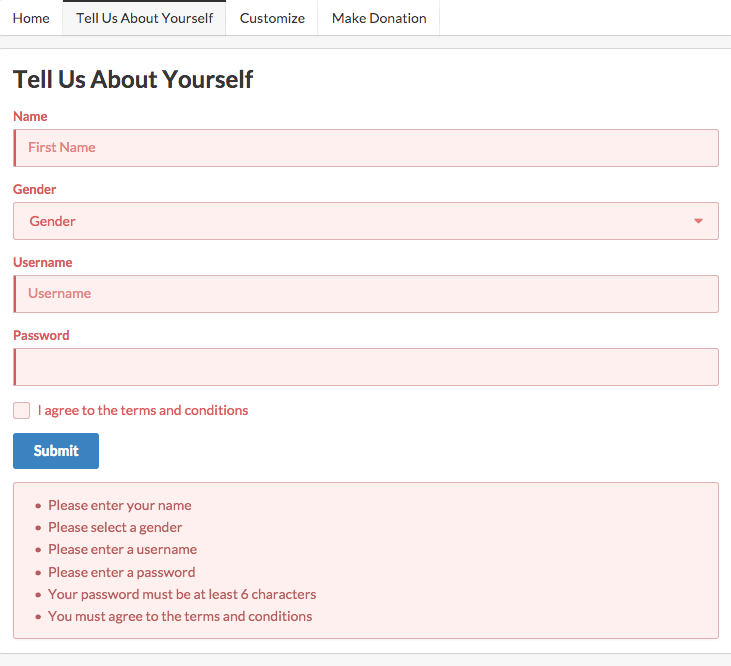 Home Tell Us About Yourself Customize Make Donation
Tell Us About Yourself
Name
First Name
Gender
Gender
Username
Username
Password
I agree to the terms and conditions
Submit
Please enter your name
Please select a gender
Please enter a username
Please enter a password
Your password must be at least 6 characters
You must agree to the terms and conditions